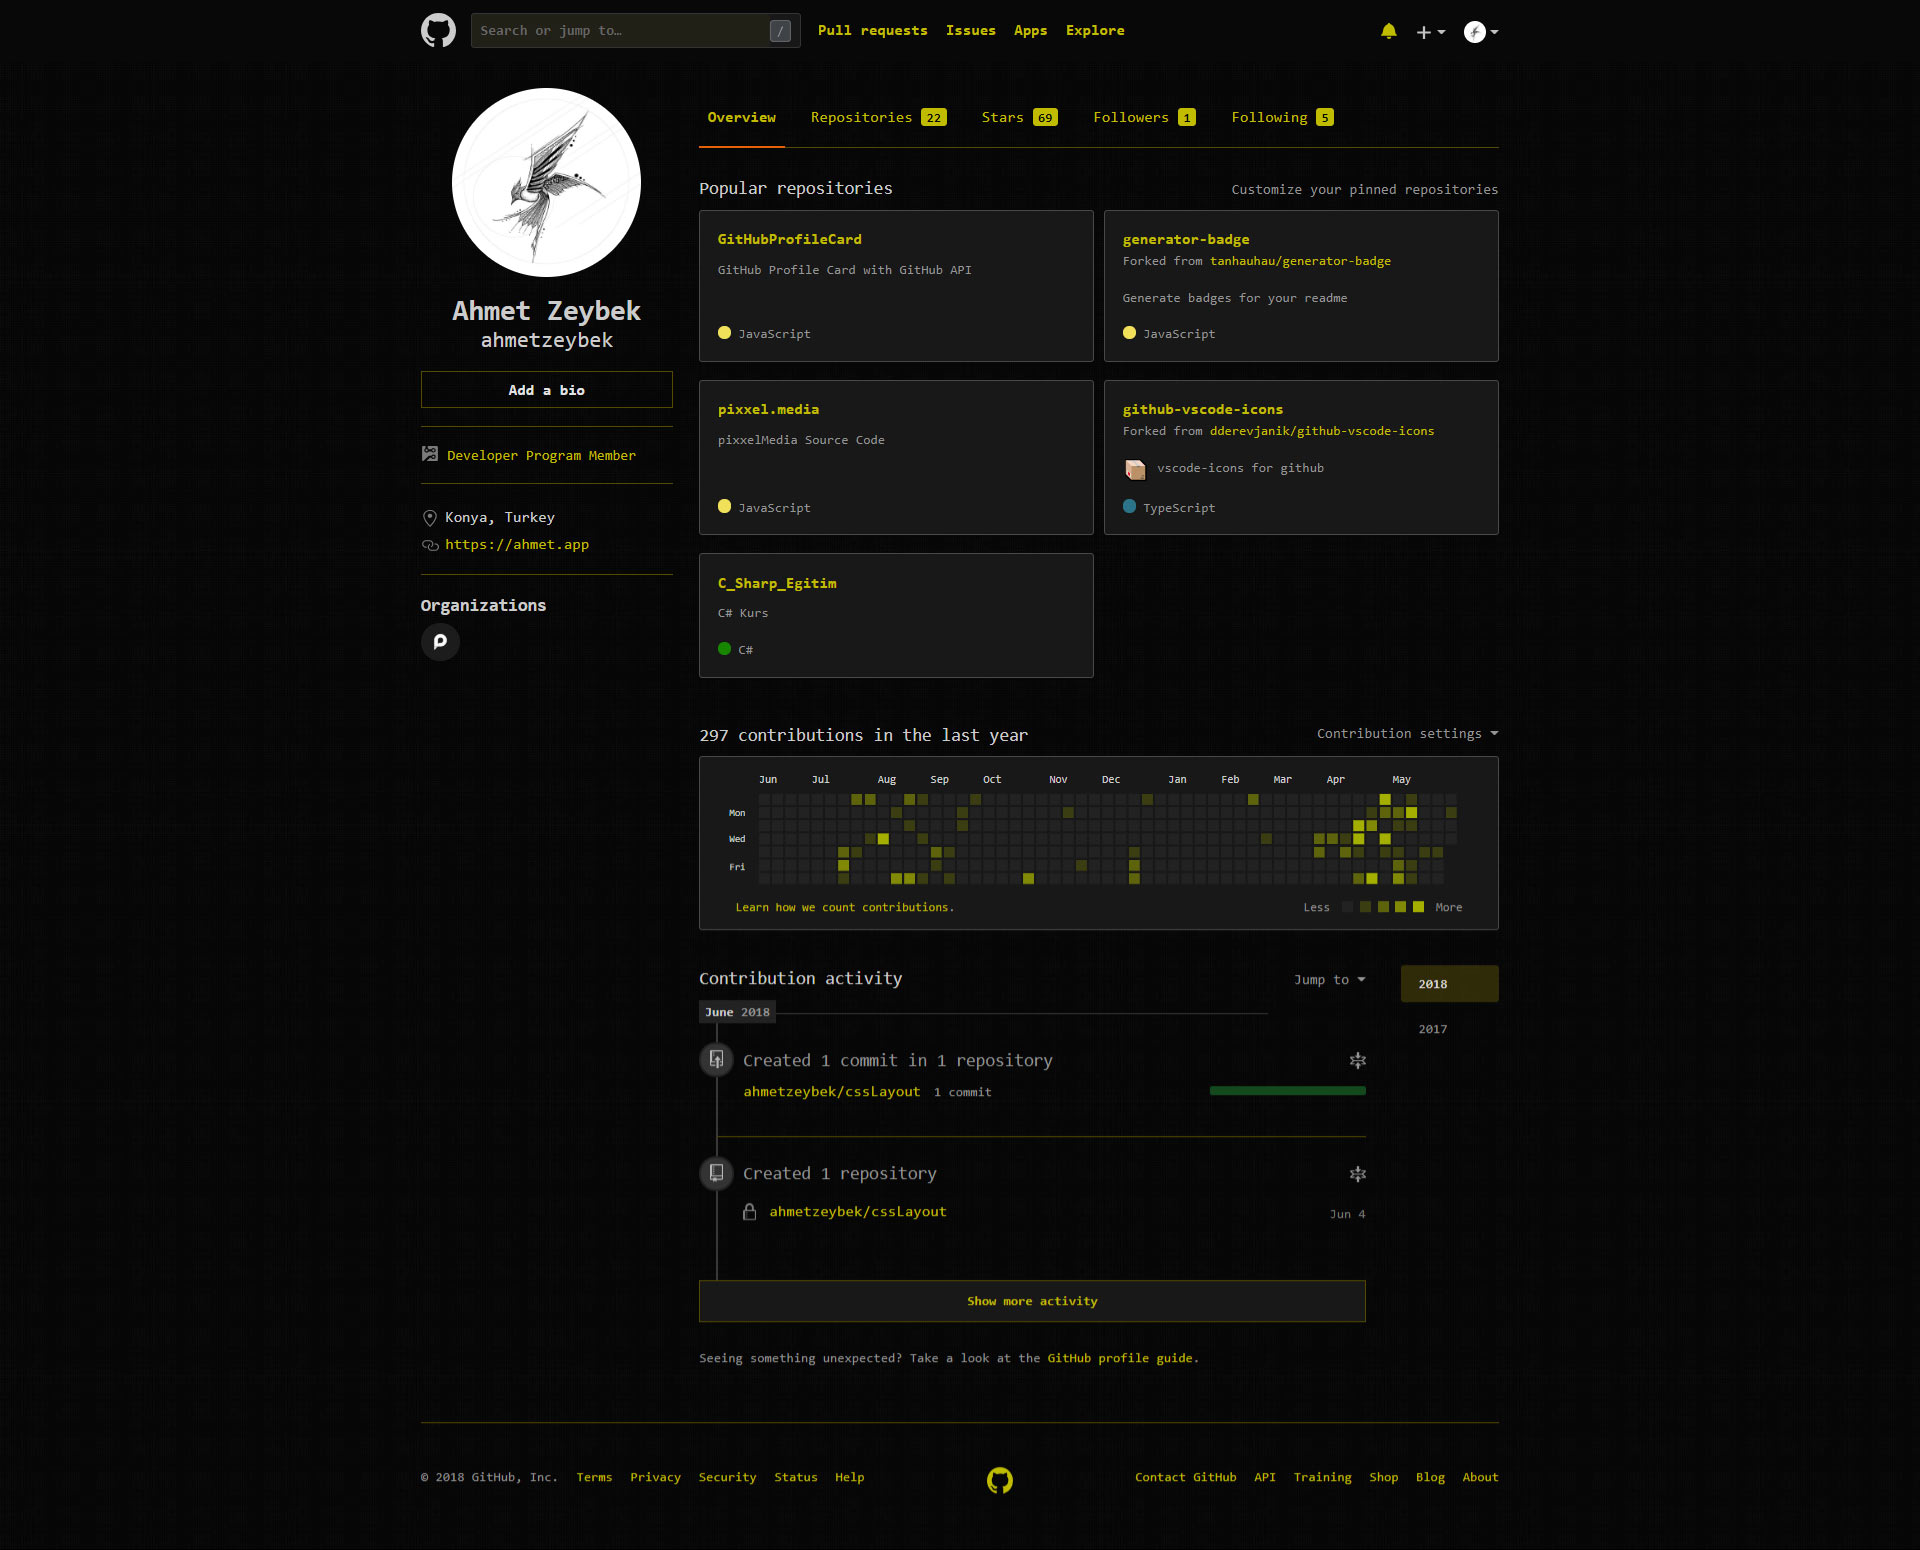 Search or jump to…
/
Pull requests Issues Apps Explore
Overview Repositories 22 Stars 69 Followers 1 Following 5
Ahmet Zeybek
ahmetzeybek
Add a bio
Developer Program Member
Konya, Turkey
https://ahmet.app
Organizations
Popular repositories
Customize your pinned repositories
GitHubProfileCard
GitHub Profile Card with GitHub API
JavaScript
generator-badge
Forked from tanhauhau/generator-badge
Generate badges for your readme
JavaScript
pixxel.media
pixxelMedia Source Code
JavaScript
github-vscode-icons
Forked from dderevjanik/github-vscode-icons
vscode-icons for github
TypeScript
C_Sharp_Egitim
C# Kurs
C#
297 contributions in the last year
Contribution settings
Jun Jul Aug Sep Oct Nov Dec Jan Feb Mar Apr May
Mon
Wed
Fri
Learn how we count contributions.
Less More
Contribution activity
Jump to
2018
2017
June 2018
Created 1 commit in 1 repository
ahmetzeybek/cssLayout 1 commit
Created 1 repository
ahmetzeybek/cssLayout
Jun 4
Show more activity
Seeing something unexpected? Take a look at the GitHub profile guide.
© 2018 GitHub, Inc. Terms Privacy Security Status Help
Contact GitHub API Training Shop Blog About